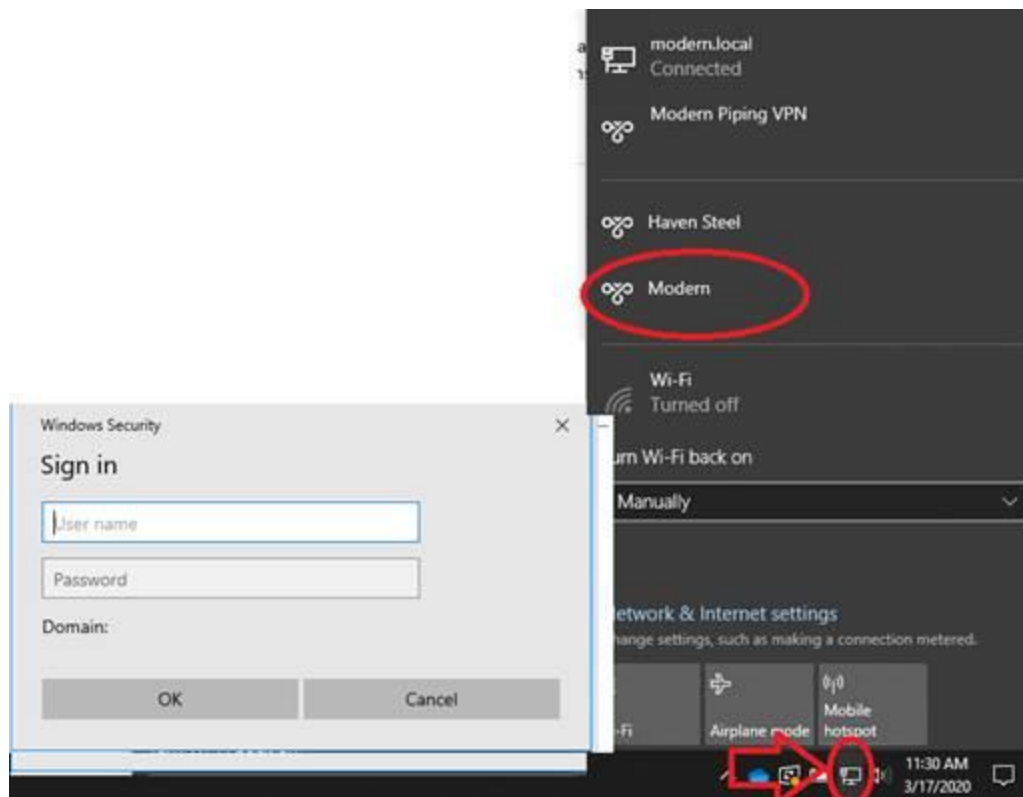 modern.local
Connected
Modern Piping VPN
Haven Steel
Modern
Wi-Fi
Turned off
urn Wi-Fi back on
Manually
etwork & Internet settings
hange settings, such as making a connection metered.
-Fi
Airplane mode
Mobile
hotspot
Windows Security
Sign in
User name
Password
Domain:
OK
Cancel
11:30 AM
3/17/2020